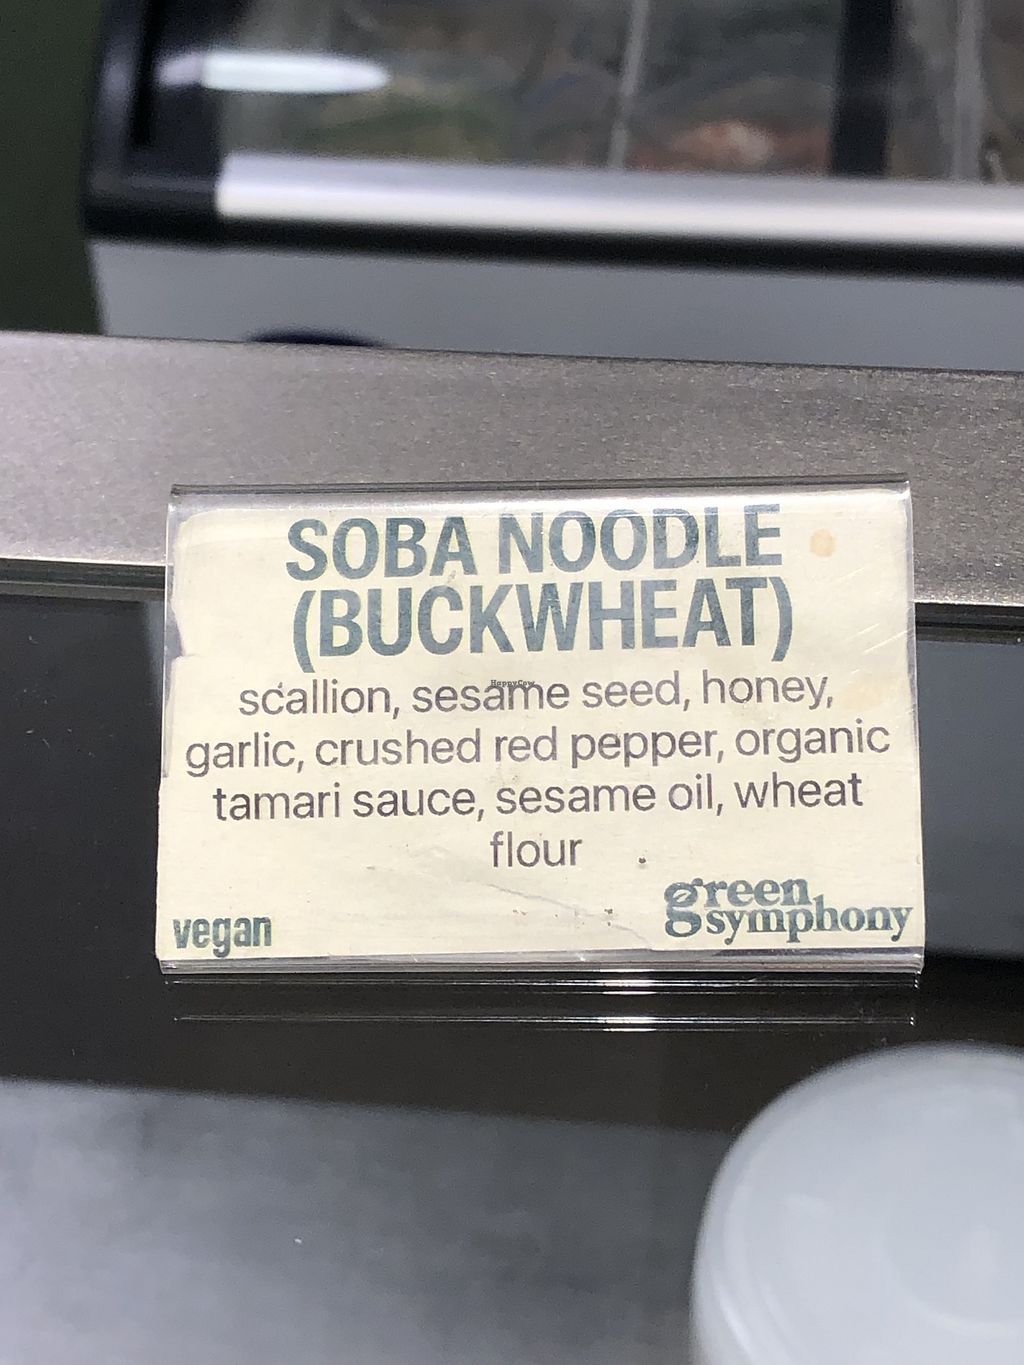 SOBA NOODLE
(BUCKWHEAT)
scallion, sesame seed, honey,
HappyCow
garlic, crushed red pepper, organic
tamari sauce, sesame oil, wheat
flour
vegan
green
symphony